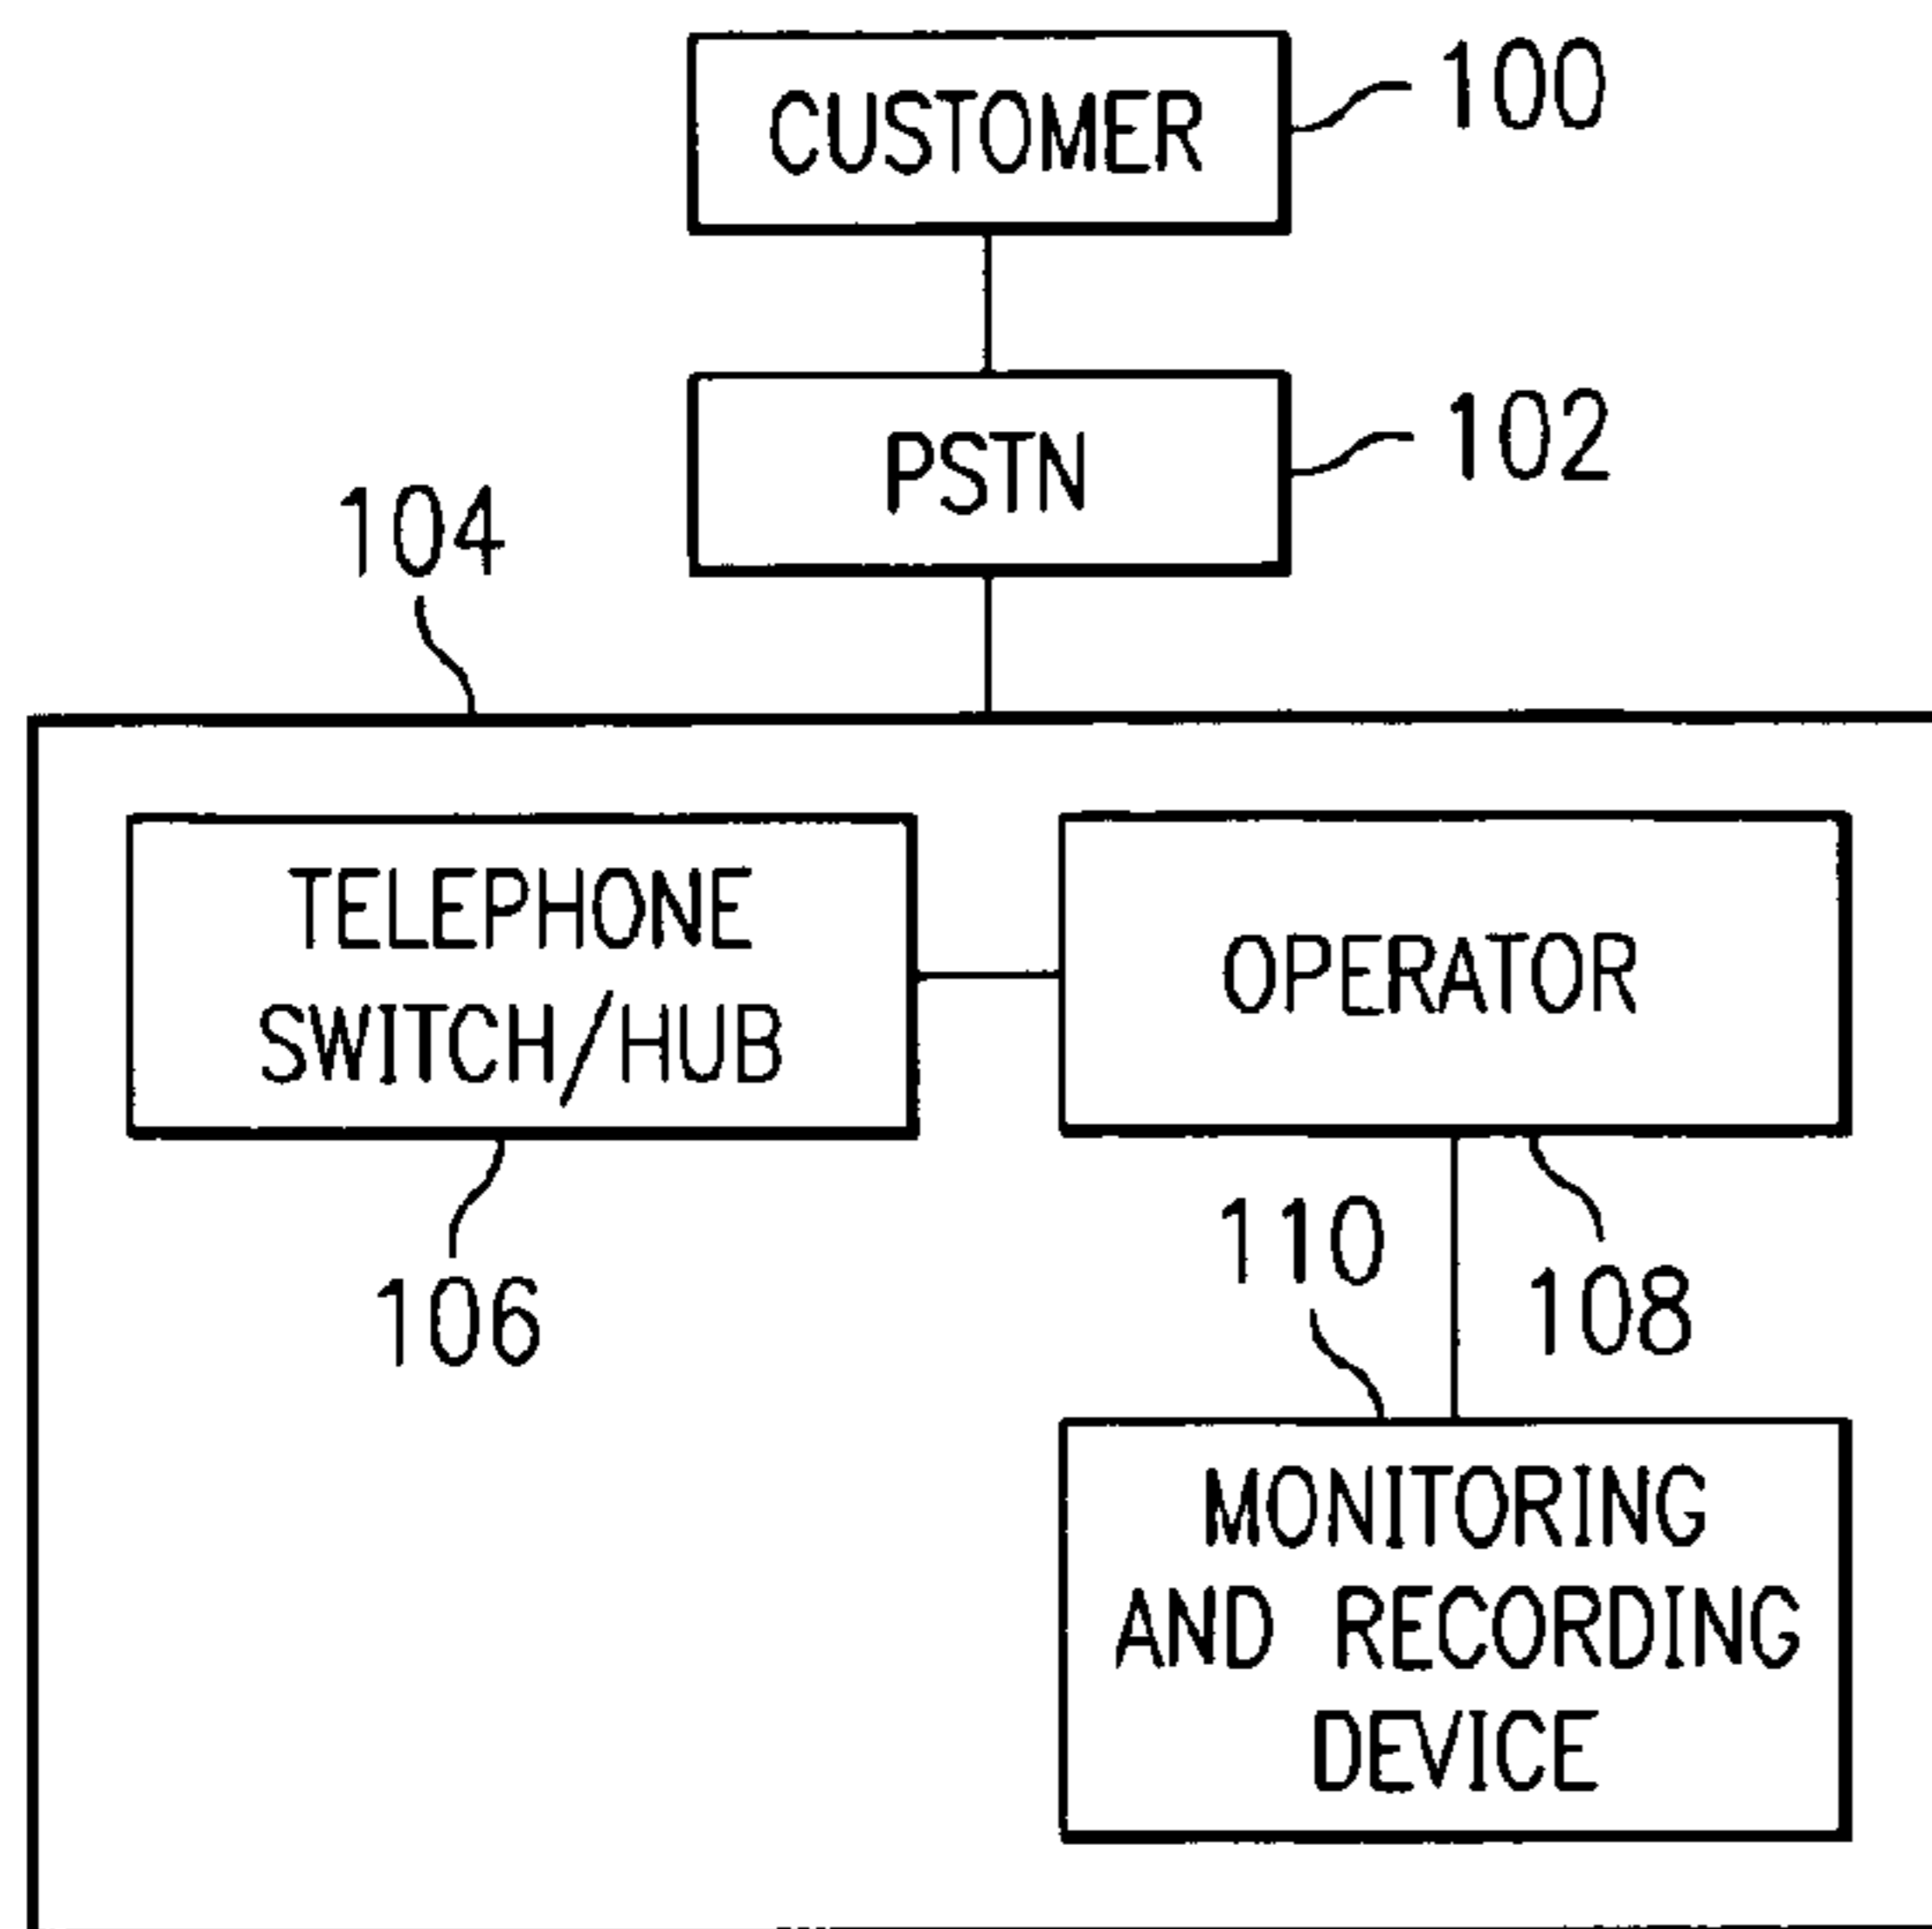 CUSTOMER
100
PSTN
102
104
TELEPHONE
SWITCH/HUB
OPERATOR
106
110
108
MONITORING
AND RECORDING
DEVICE